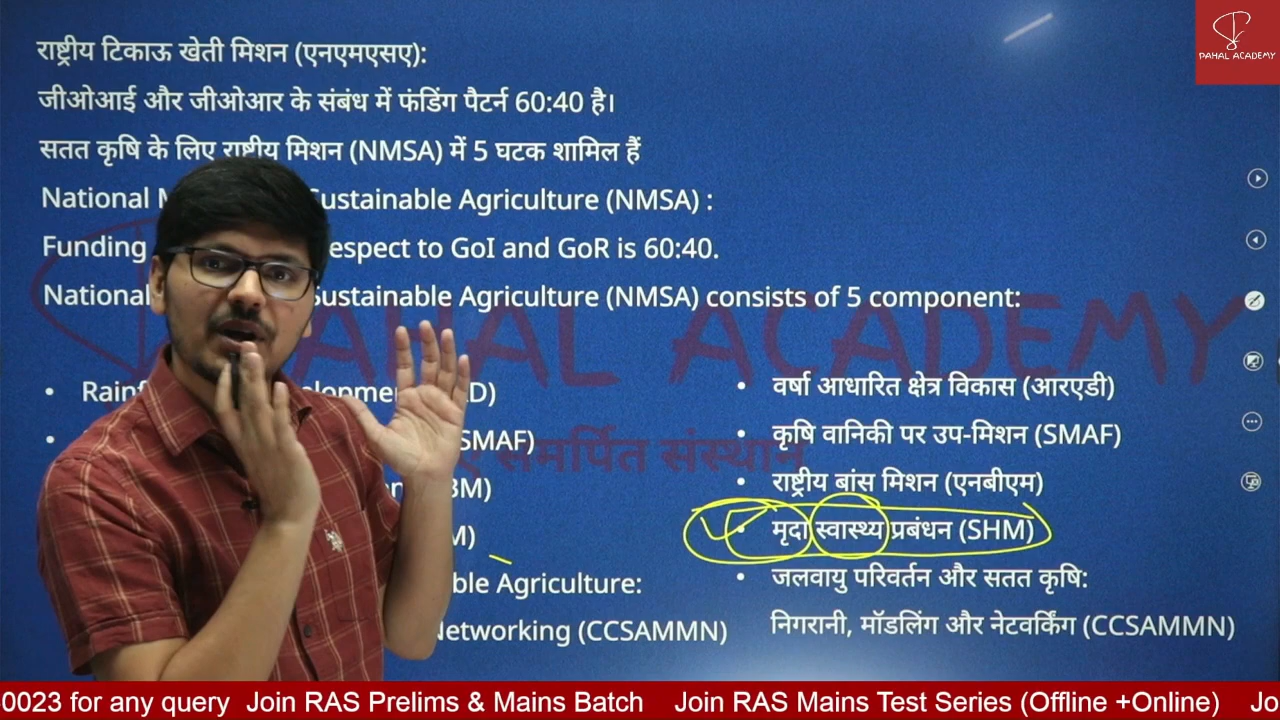 PAHAL ACADEMY
राष्ट्रीय टिकाऊ खेती मिशन (एनएमएसए):
जीओआई और जीओआर के संबंध में फंडिंग पैटर्न 60:40 है।
सतत कृषि के लिए राष्ट्रीय मिशन (NMSA) में 5 घटक शामिल हैं
National Sustainable Agriculture (NMSA) :
Funding respect to GoI and GoR is 60:40.
National Sustainable Agriculture (NMSA) consists of 5 component:
PAHAL ACADEMY
समर्पित संस्थान
SMAF)
ble Agriculture:
Networking (CCSAMMN)
• वर्षा आधारित क्षेत्र विकास (आरएडी)
• कृषि वानिकी पर उप-मिशन (SMAF)
• राष्ट्रीय बांस मिशन (एनबीएम)
• मृदा स्वास्थ्य प्रबंधन (SHM)
• जलवायु परिवर्तन और सतत कृषि:
निगरानी, मॉडलिंग और नेटवर्किंग (CCSAMMN)
0023 for any query Join RAS Prelims & Mains Batch Join RAS Mains Test Series (Offline +Online) Jo